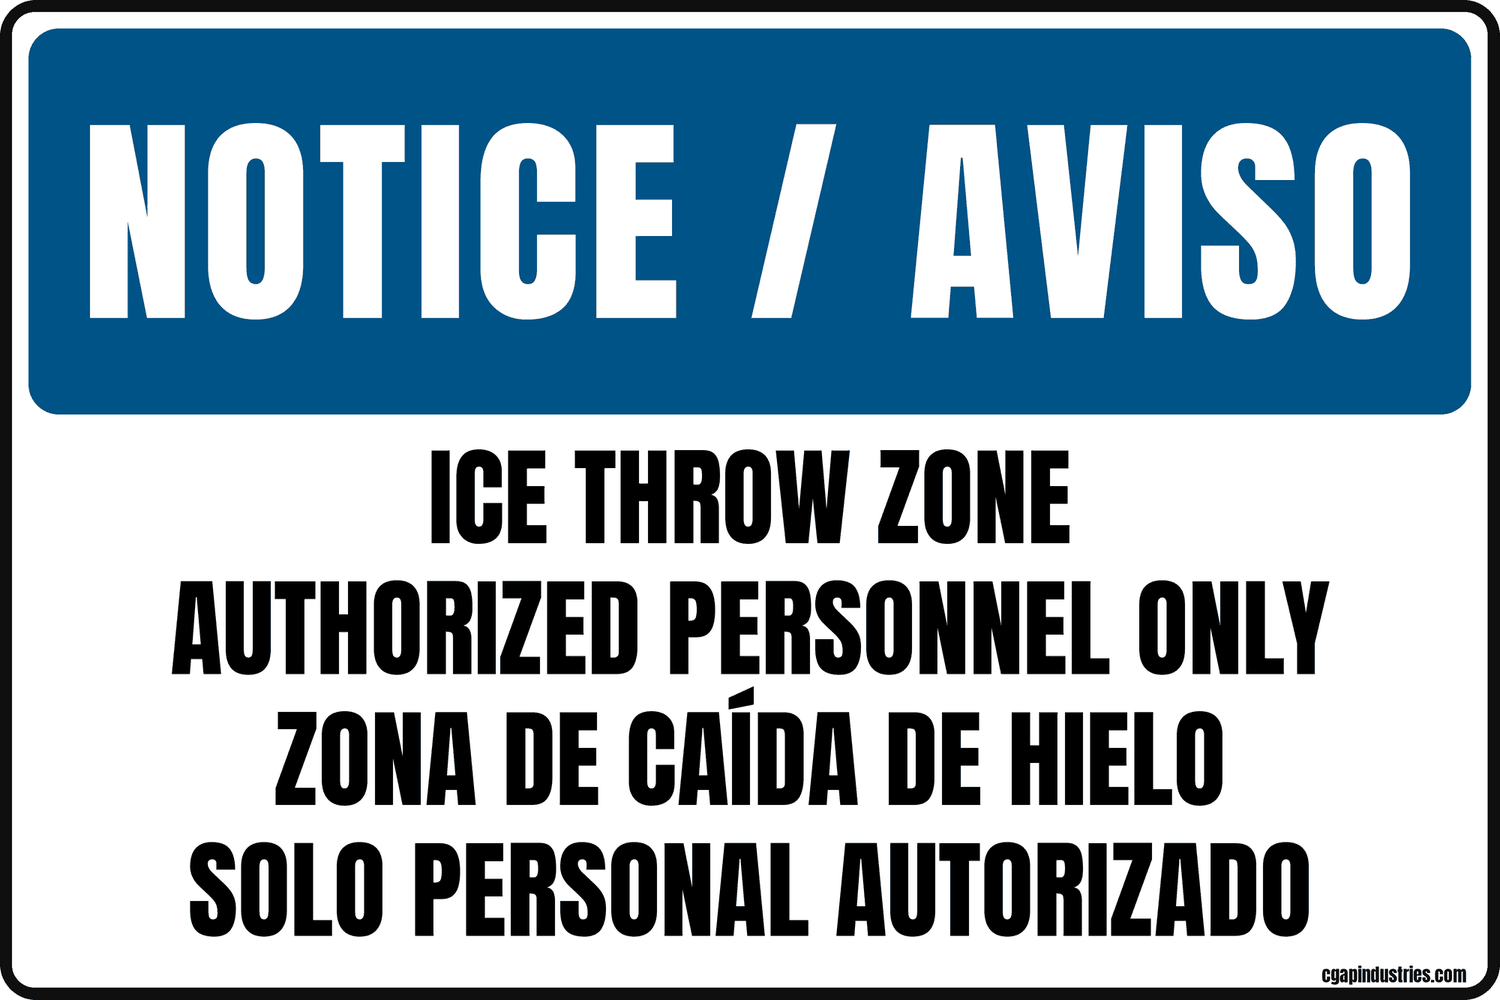 NOTICE / AVISO
ICE THROW ZONE
AUTHORIZED PERSONNEL ONLY
ZONA DE CAÍDA DE HIELO
SOLO PERSONAL AUTORIZADO
cgapindustries.com